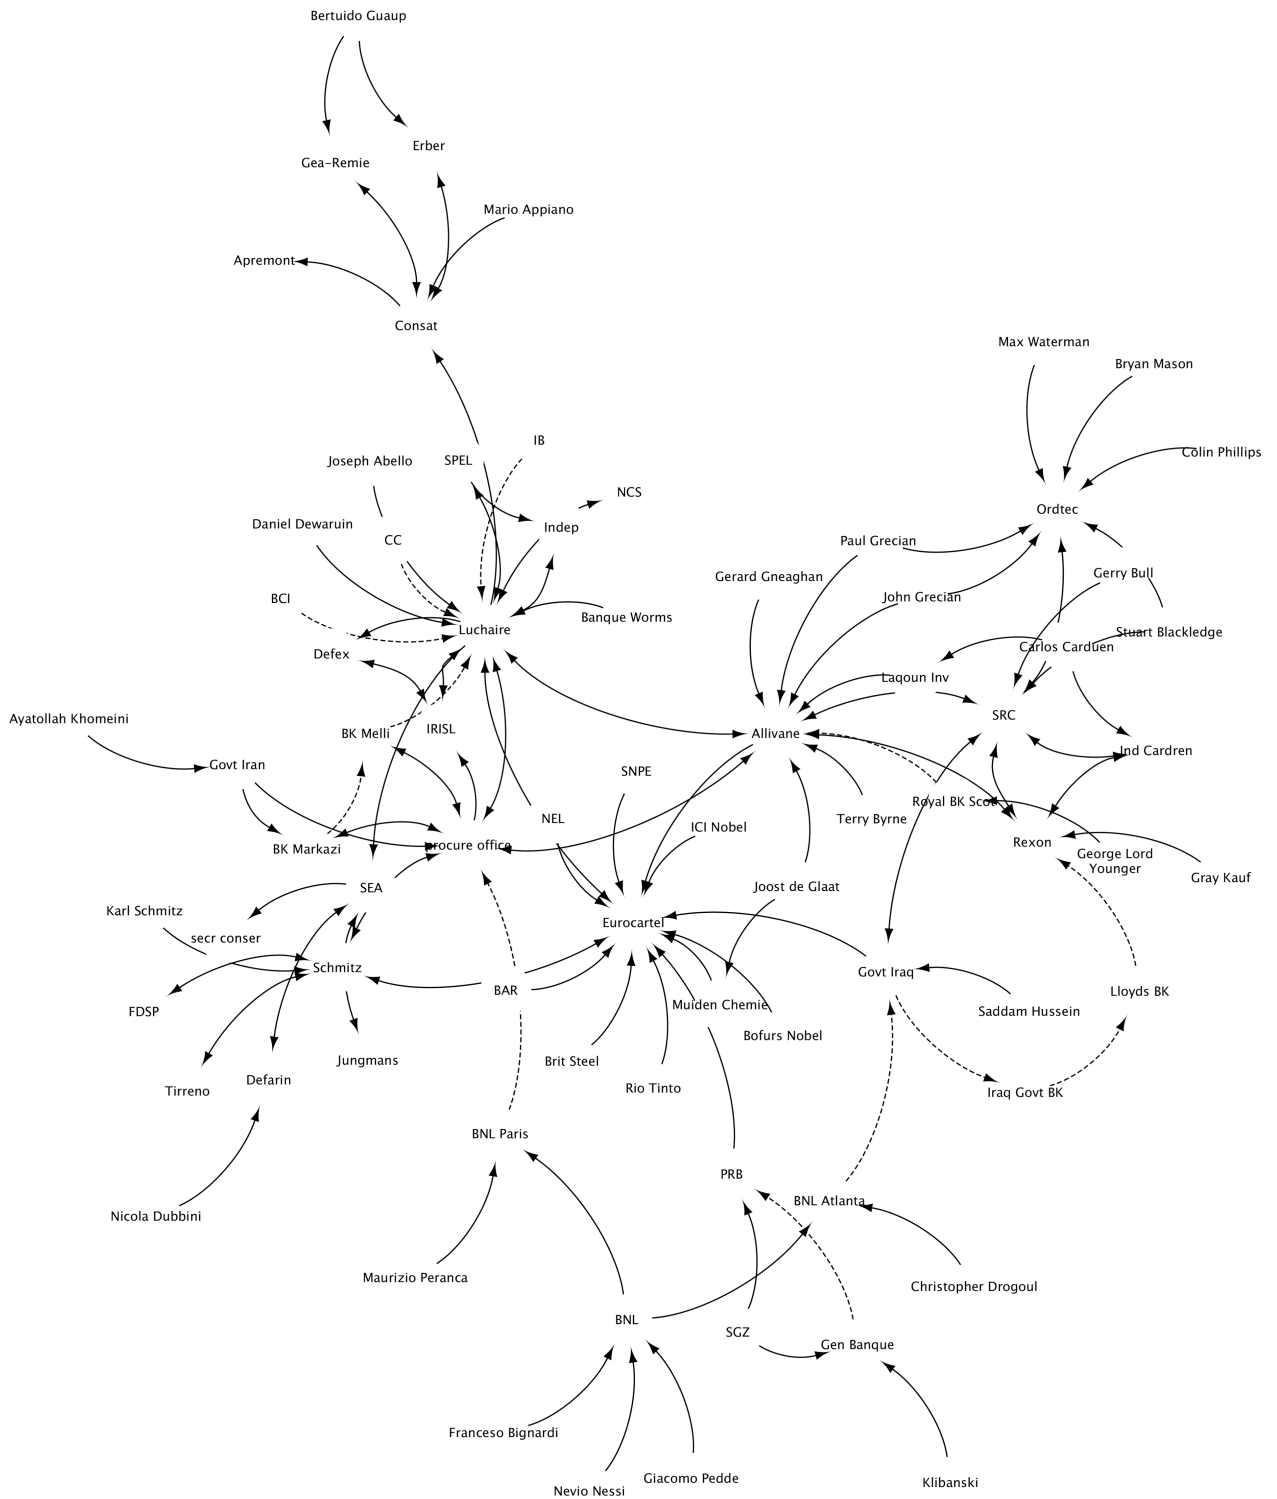 Bertuido Guaup
Erber
Gea-Remie
Mario Appiano
Apremont
Consat
Max Waterman
Bryan Mason
IB
Colin Phillips
Joseph Abello
SPEL
NCS
Ordtec
Daniel Dewaruin
Indep
CC
Paul Grecian
Gerry Bull
Gerard Gneaghan
BCI
John Grecian
Banque Worms
Luchaire
Stuart Blackledge
Carlos Carduen
Defex
Laqoun Inv
SRC
Ayatollah Khomeini
IRISL
BK Melli
Allivane
Ind Cardren
Govt Iran
SNPE
Royal BK Scot
NEL
Terry Byrne
ICI Nobel
Rexon
procure office
BK Markazi
George Lord
Younger
Gray Kauf
SEA
Joost de Glaat
Karl Schmitz
Eurocartel
secr conser
Schmitz
Govt Iraq
BAR
Lloyds BK
FDSP
Muiden Chemie
Saddam Hussein
Bofurs Nobel
Jungmans
Brit Steel
Defarin
Rio Tinto
Tirreno
Iraq Govt BK
BNL Paris
PRB
BNL Atlanta
Nicola Dubbini
Maurizio Peranca
Christopher Drogoul
BNL
SGZ
Gen Banque
Franceso Bignardi
Giacomo Pedde
Klibanski
Nevio Nessi